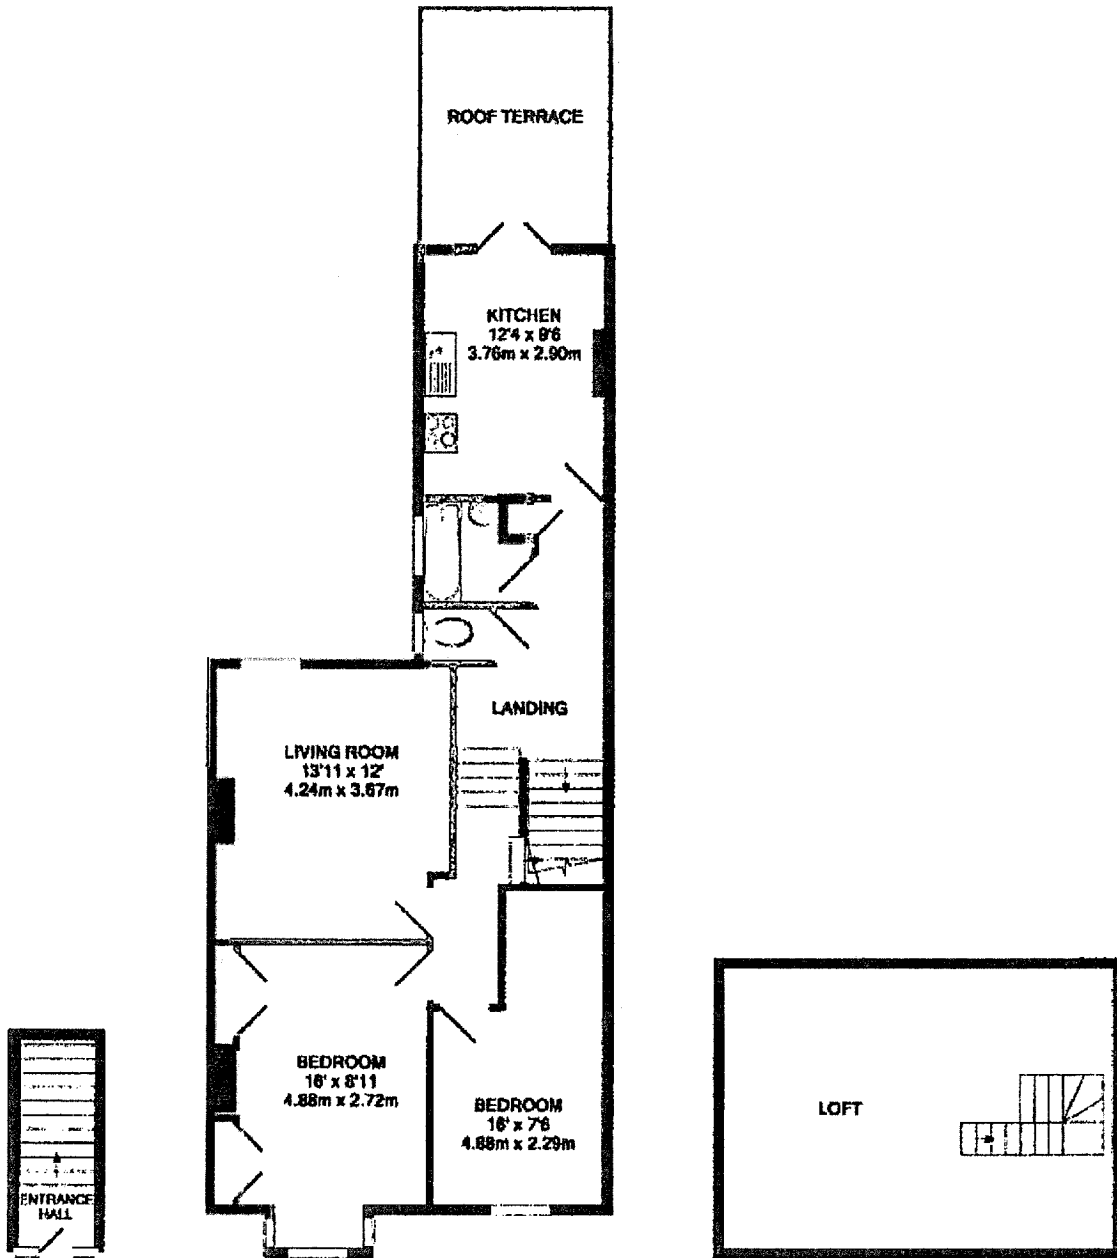 ROOF TERRACE
KITCHEN
12'4 x 9'6
3.76m x 2.90m
LANDING
LIVING ROOM
13'11 x 12'
4.24m x 3.67m
BEDROOM
16' x 8'11
4.88m x 2.72m
BEDROOM
16' x 7'6
4.88m x 2.29m
ENTRANCE
HALL
LOFT